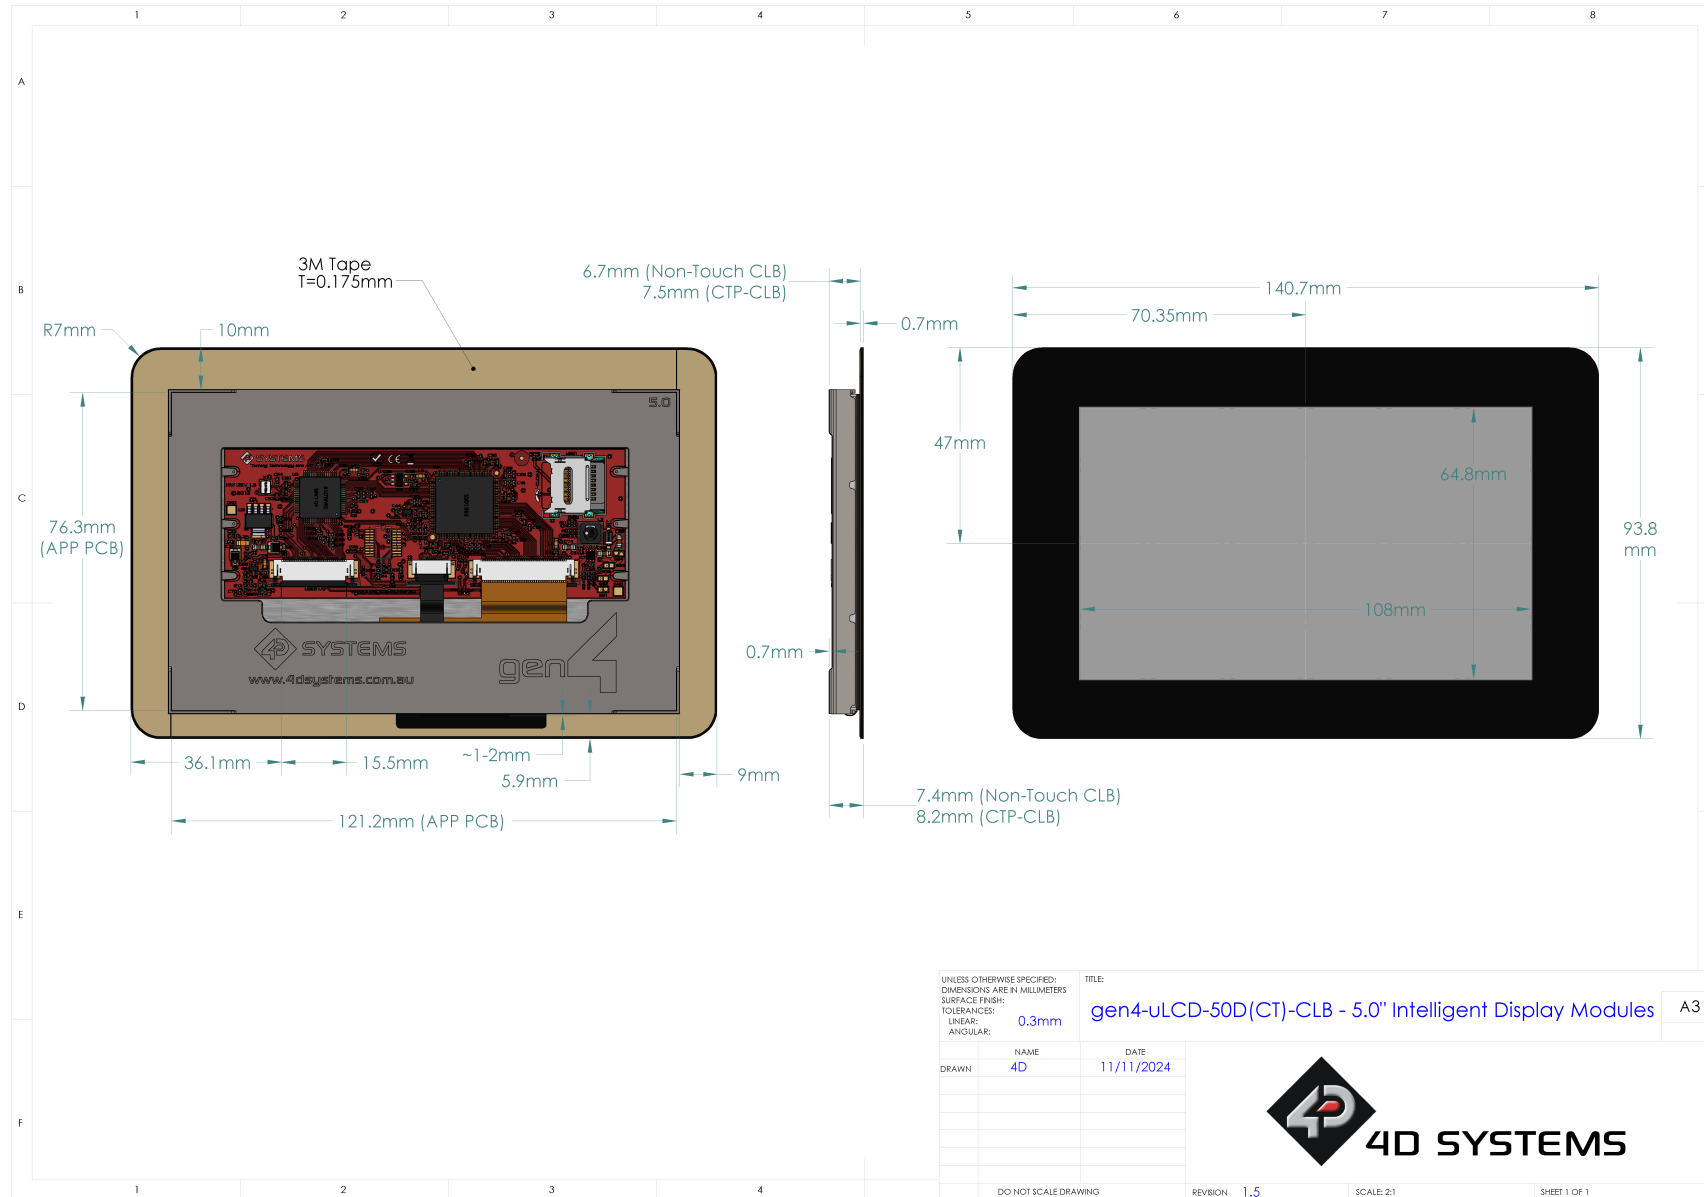 1 2 3 4 5 6 7 8
A
B
C
D
E
F
3M Tape
T=0.175mm
R7mm
10mm
76.3mm
(APP PCB)
5.0
SYSTEMS
CE
SYSTEMS
www.4dsystems.com.au
gen4
36.1mm
15.5mm
~1-2mm
5.9mm
9mm
121.2mm (APP PCB)
6.7mm (Non-Touch CLB)
7.5mm (CTP-CLB)
0.7mm
0.7mm
7.4mm (Non-Touch CLB)
8.2mm (CTP-CLB)
140.7mm
70.35mm
47mm
64.8mm
108mm
93.8
mm
UNLESS OTHERWISE SPECIFIED:
DIMENSIONS ARE IN MILLIMETERS
SURFACE FINISH:
TOLERANCES:
LINEAR: 0.3mm
ANGULAR:
TITLE:
gen4-uLCD-50D(CT)-CLB - 5.0" Intelligent Display Modules
A3
NAME DATE
DRAWN 4D 11/11/2024
4D SYSTEMS
DO NOT SCALE DRAWING
REVISION 1.5
SCALE: 2:1
SHEET 1 OF 1
1 2 3 4